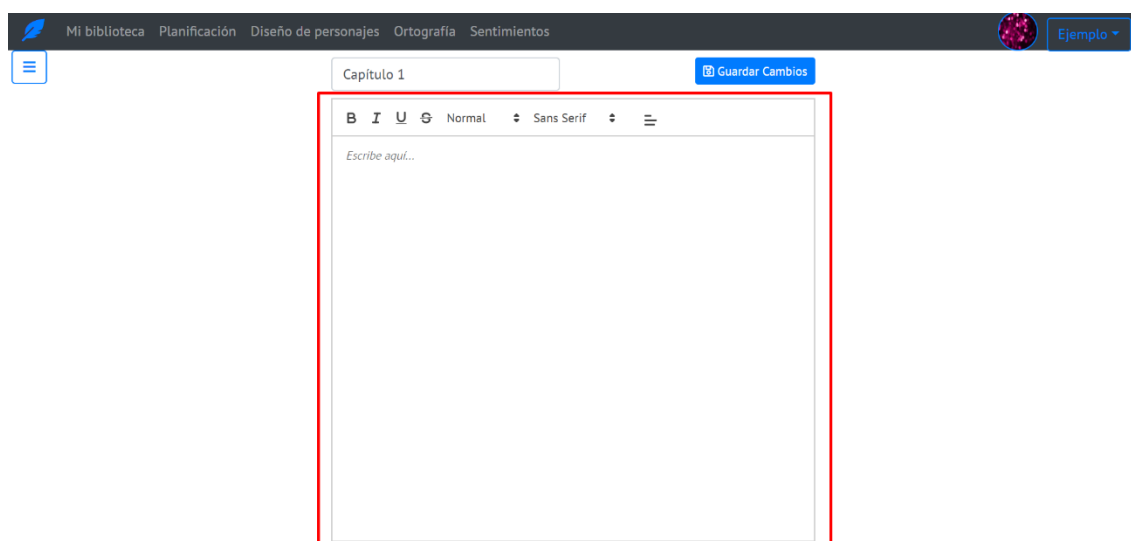 Mi biblioteca Planificación Diseño de personajes Ortografía Sentimientos Ejemplo
Capítulo 1 Guardar Cambios
B I U S Normal Sans Serif
Escribe aquí...